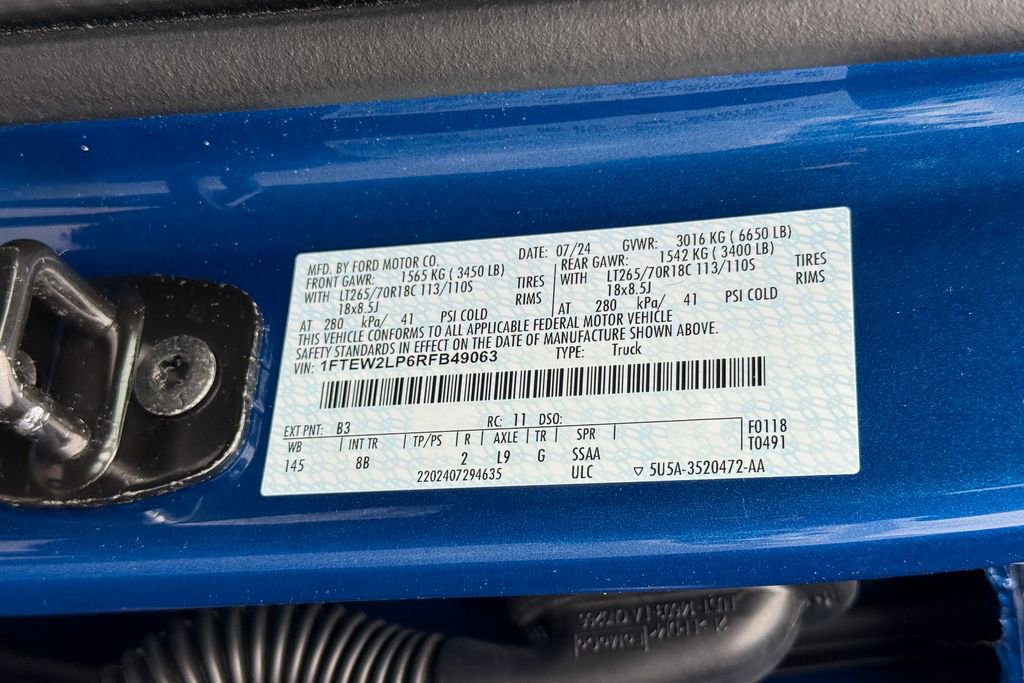 MFD. BY FORD MOTOR CO. DATE: 07/24 GVWR: 3016 KG ( 6650 LB)
FRONT GAWR: 1565 KG ( 3450 LB) REAR GAWR: 1542 KG ( 3400 LB)
WITH LT265/70R18C 113/110S TIRES WITH LT265/70R18C 113/110S TIRES
18x8.5J RIMS 18x8.5J RIMS
AT 280 kPa/ 41 PSI COLD AT 280 kPa/ 41 PSI COLD
THIS VEHICLE CONFORMS TO ALL APPLICABLE FEDERAL MOTOR VEHICLE
SAFETY STANDARDS IN EFFECT ON THE DATE OF MANUFACTURE SHOWN ABOVE.
VIN: 1FTEW2LP6RFB49063 TYPE: Truck
EXT PNT: B3 RC: 11 DSO:
WB INT TR TP/PS R AXLE TR SPR F0118
145 8B 2 L9 G SSAA T0491
2202407294635 ULC ▽ 5U5A-3520472-AA